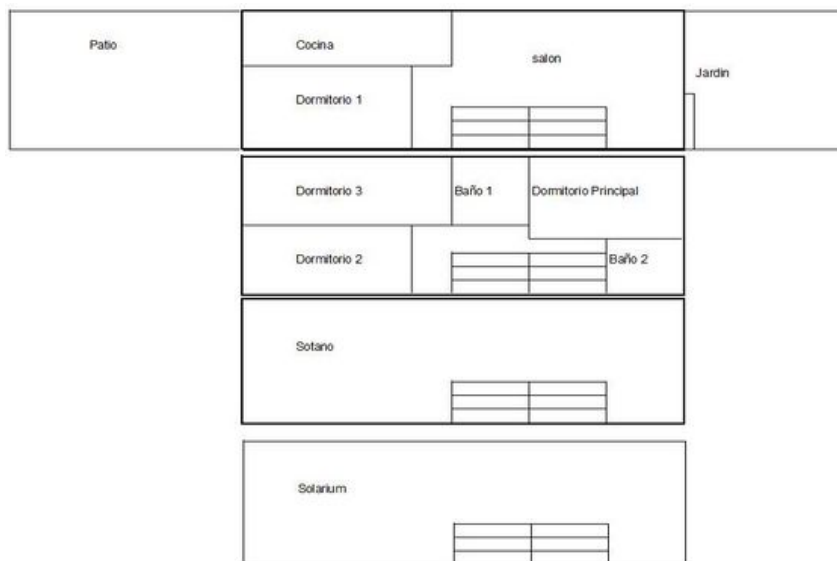 Patio
Cocina
salon
Jardin
Dormitorio 1
Dormitorio 3
Baño 1
Dormitorio Principal
Dormitorio 2
Baño 2
Sotano
Solarium